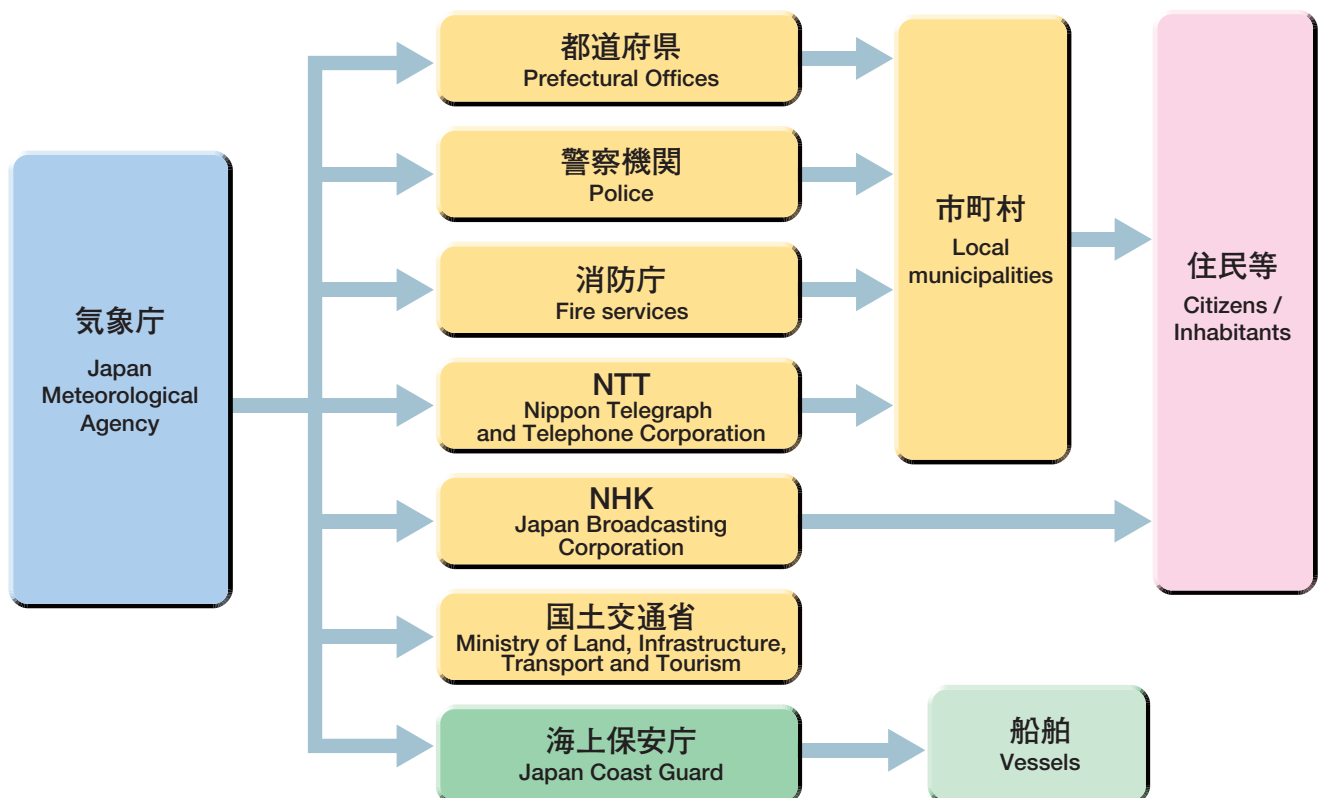 気象庁
Japan
Meteorological
Agency
都道府県
Prefectural Offices
警察機関
Police
消防庁
Fire services
NTT
Nippon Telegraph
and Telephone Corporation
NHK
Japan Broadcasting
Corporation
国土交通省
Ministry of Land, Infrastructure,
Transport and Tourism
海上保安庁
Japan Coast Guard
市町村
Local
municipalities
住民等
Citizens /
Inhabitants
船舶
Vessels